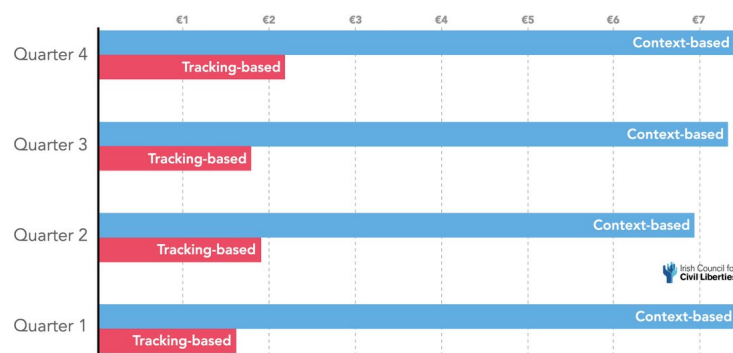 €1 €2 €3 €4 €5 €6 €7
Quarter 4
Context-based
Tracking-based
Quarter 3
Context-based
Tracking-based
Quarter 2
Context-based
Tracking-based
Irish Council for
Civil Liberties
Quarter 1
Context-based
Tracking-based